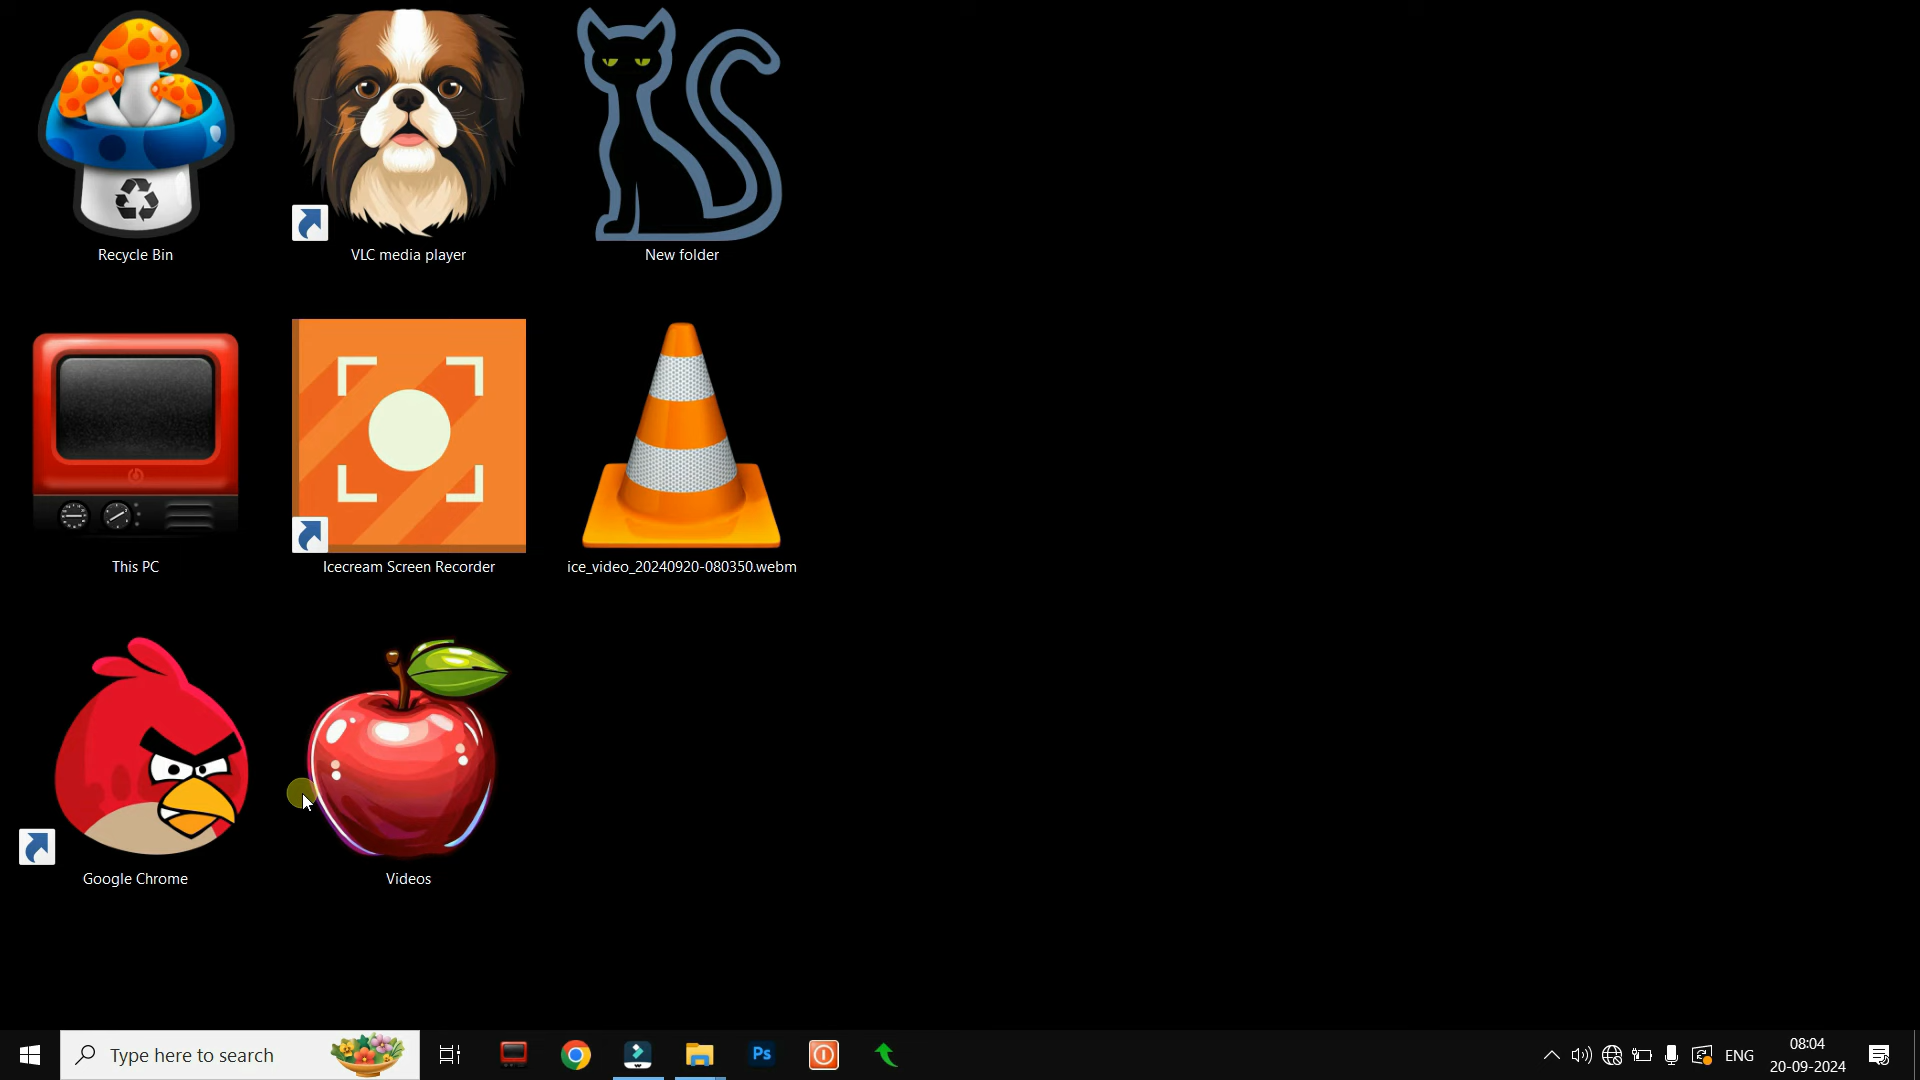 Recycle Bin
VLC media player
New folder
This PC
Icecream Screen Recorder
ice_video_20240920-080350.webm
Google Chrome
Videos
Type here to search
Ps
ENG
08:04
20-09-2024